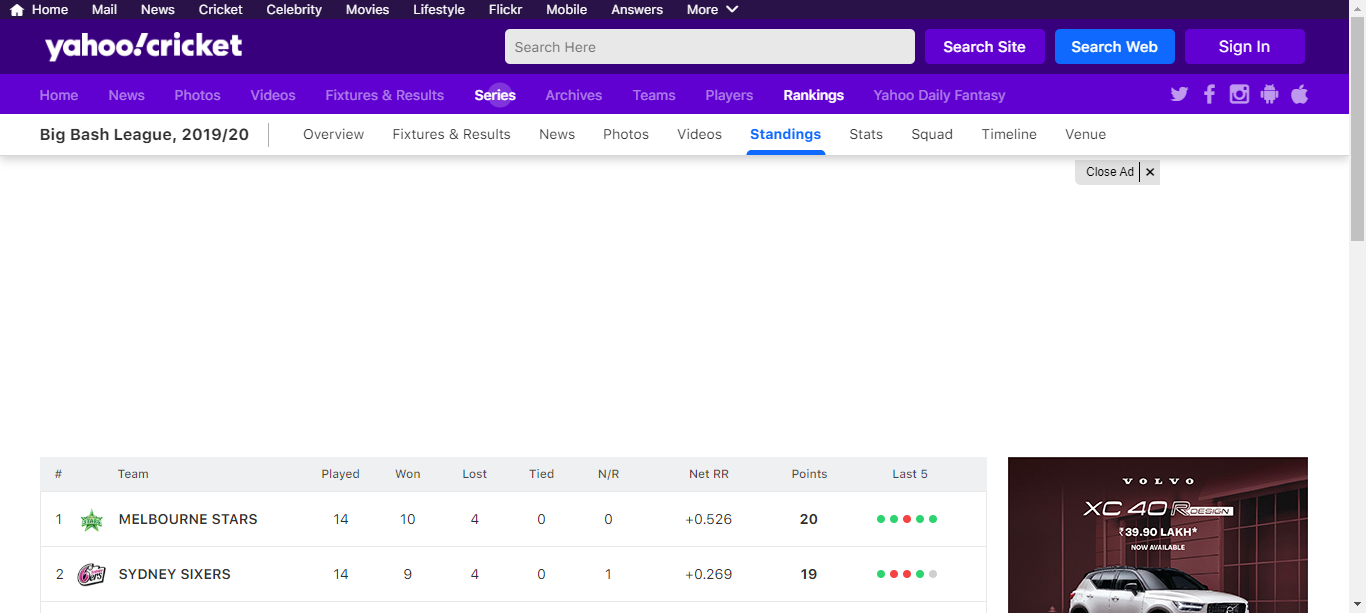 Home Mail News Cricket Celebrity Movies Lifestyle Flickr Mobile Answers More
yahoo!cricket Search Here Search Site Search Web Sign In
Home News Photos Videos Fixtures & Results Series Archives Teams Players Rankings Yahoo Daily Fantasy
Big Bash League, 2019/20 Overview Fixtures & Results News Photos Videos Standings Stats Squad Timeline Venue
Close Ad ×
# Team Played Won Lost Tied N/R Net RR Points Last 5
1 STARS MELBOURNE STARS 14 10 4 0 0 +0.526 20
2 6ers SYDNEY SIXERS 14 9 4 0 1 +0.269 19
VOLVO
XC 40 R DESIGN
₹39.90 LAKH*
NOW AVAILABLE